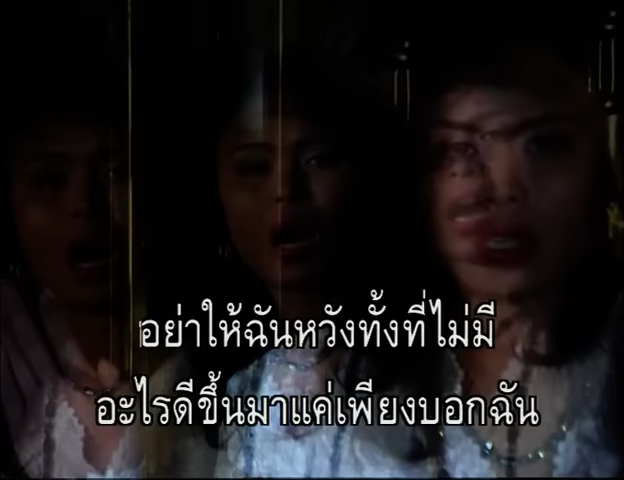 อย่าให้ฉันหวังทั้งที่ไม่มี
อะไรดีขึ้นมาแค่เพียงบอกฉัน